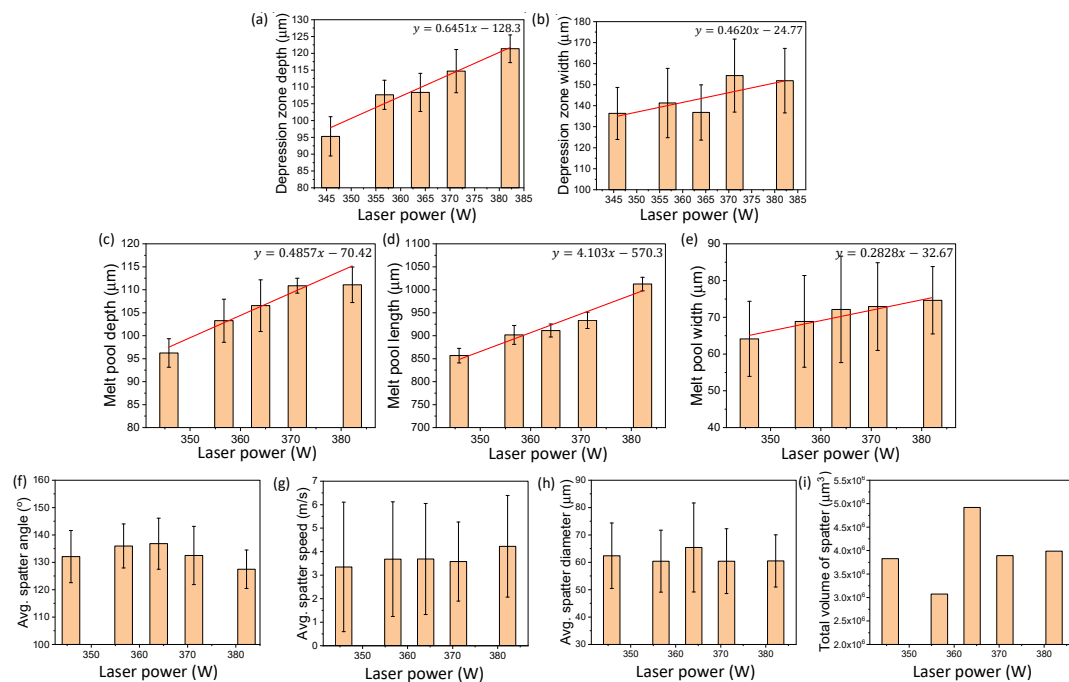 (a)
y = 0.6451x − 128.3
Depression zone depth (μm)
130
125
120
115
110
105
100
95
90
85
80
345 350 355 360 365 370 375 380 385
Laser power (W)
(b)
y = 0.4620x − 24.77
Depression zone width (μm)
180
170
160
150
140
130
120
110
100
345 350 355 360 365 370 375 380 385
Laser power (W)
(c)
y = 0.4857x − 70.42
Melt pool depth (μm)
120
115
110
105
100
95
90
85
80
350 360 370 380
Laser power (W)
(d)
y = 4.103x − 570.3
Melt pool length (μm)
1100
1050
1000
950
900
850
800
750
700
350 360 370 380
Laser power (W)
(e)
y = 0.2828x − 32.67
Melt pool width (μm)
90
80
70
60
50
40
350 360 370 380
Laser power (W)
(f)
Avg. spatter angle (°)
160
150
140
130
120
110
100
350 360 370 380
Laser power (W)
(g)
Avg. spatter speed (m/s)
7
6
5
4
3
2
1
0
350 360 370 380
Laser power (W)
(h)
Avg. spatter diameter (μm)
90
80
70
60
50
40
30
350 360 370 380
Laser power (W)
(i)
Total volume of spatter (μm³)
5.5x10⁶
5.0x10⁶
4.5x10⁶
4.0x10⁶
3.5x10⁶
3.0x10⁶
2.5x10⁶
2.0x10⁶
350 360 370 380
Laser power (W)